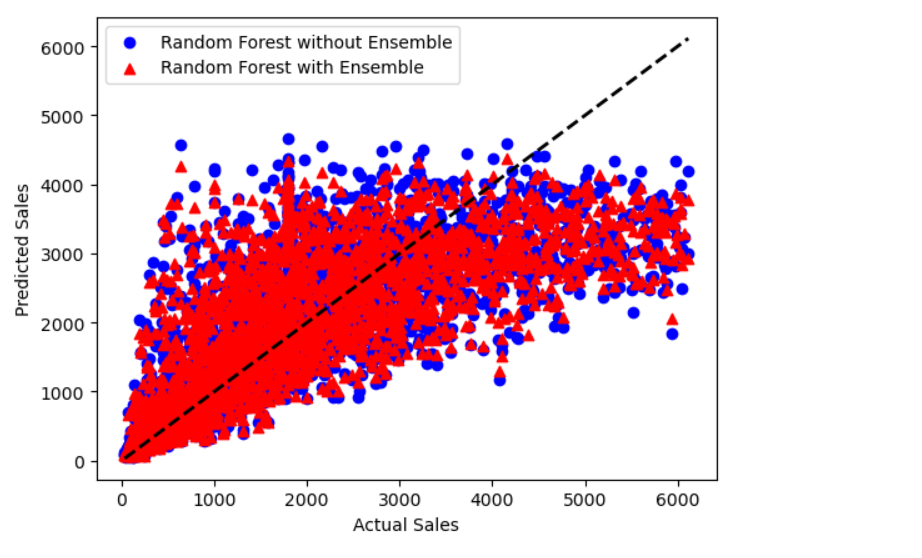 Random Forest without Ensemble
Random Forest with Ensemble
6000
5000
4000
3000
2000
1000
0
Predicted Sales
0 1000 2000 3000 4000 5000 6000
Actual Sales